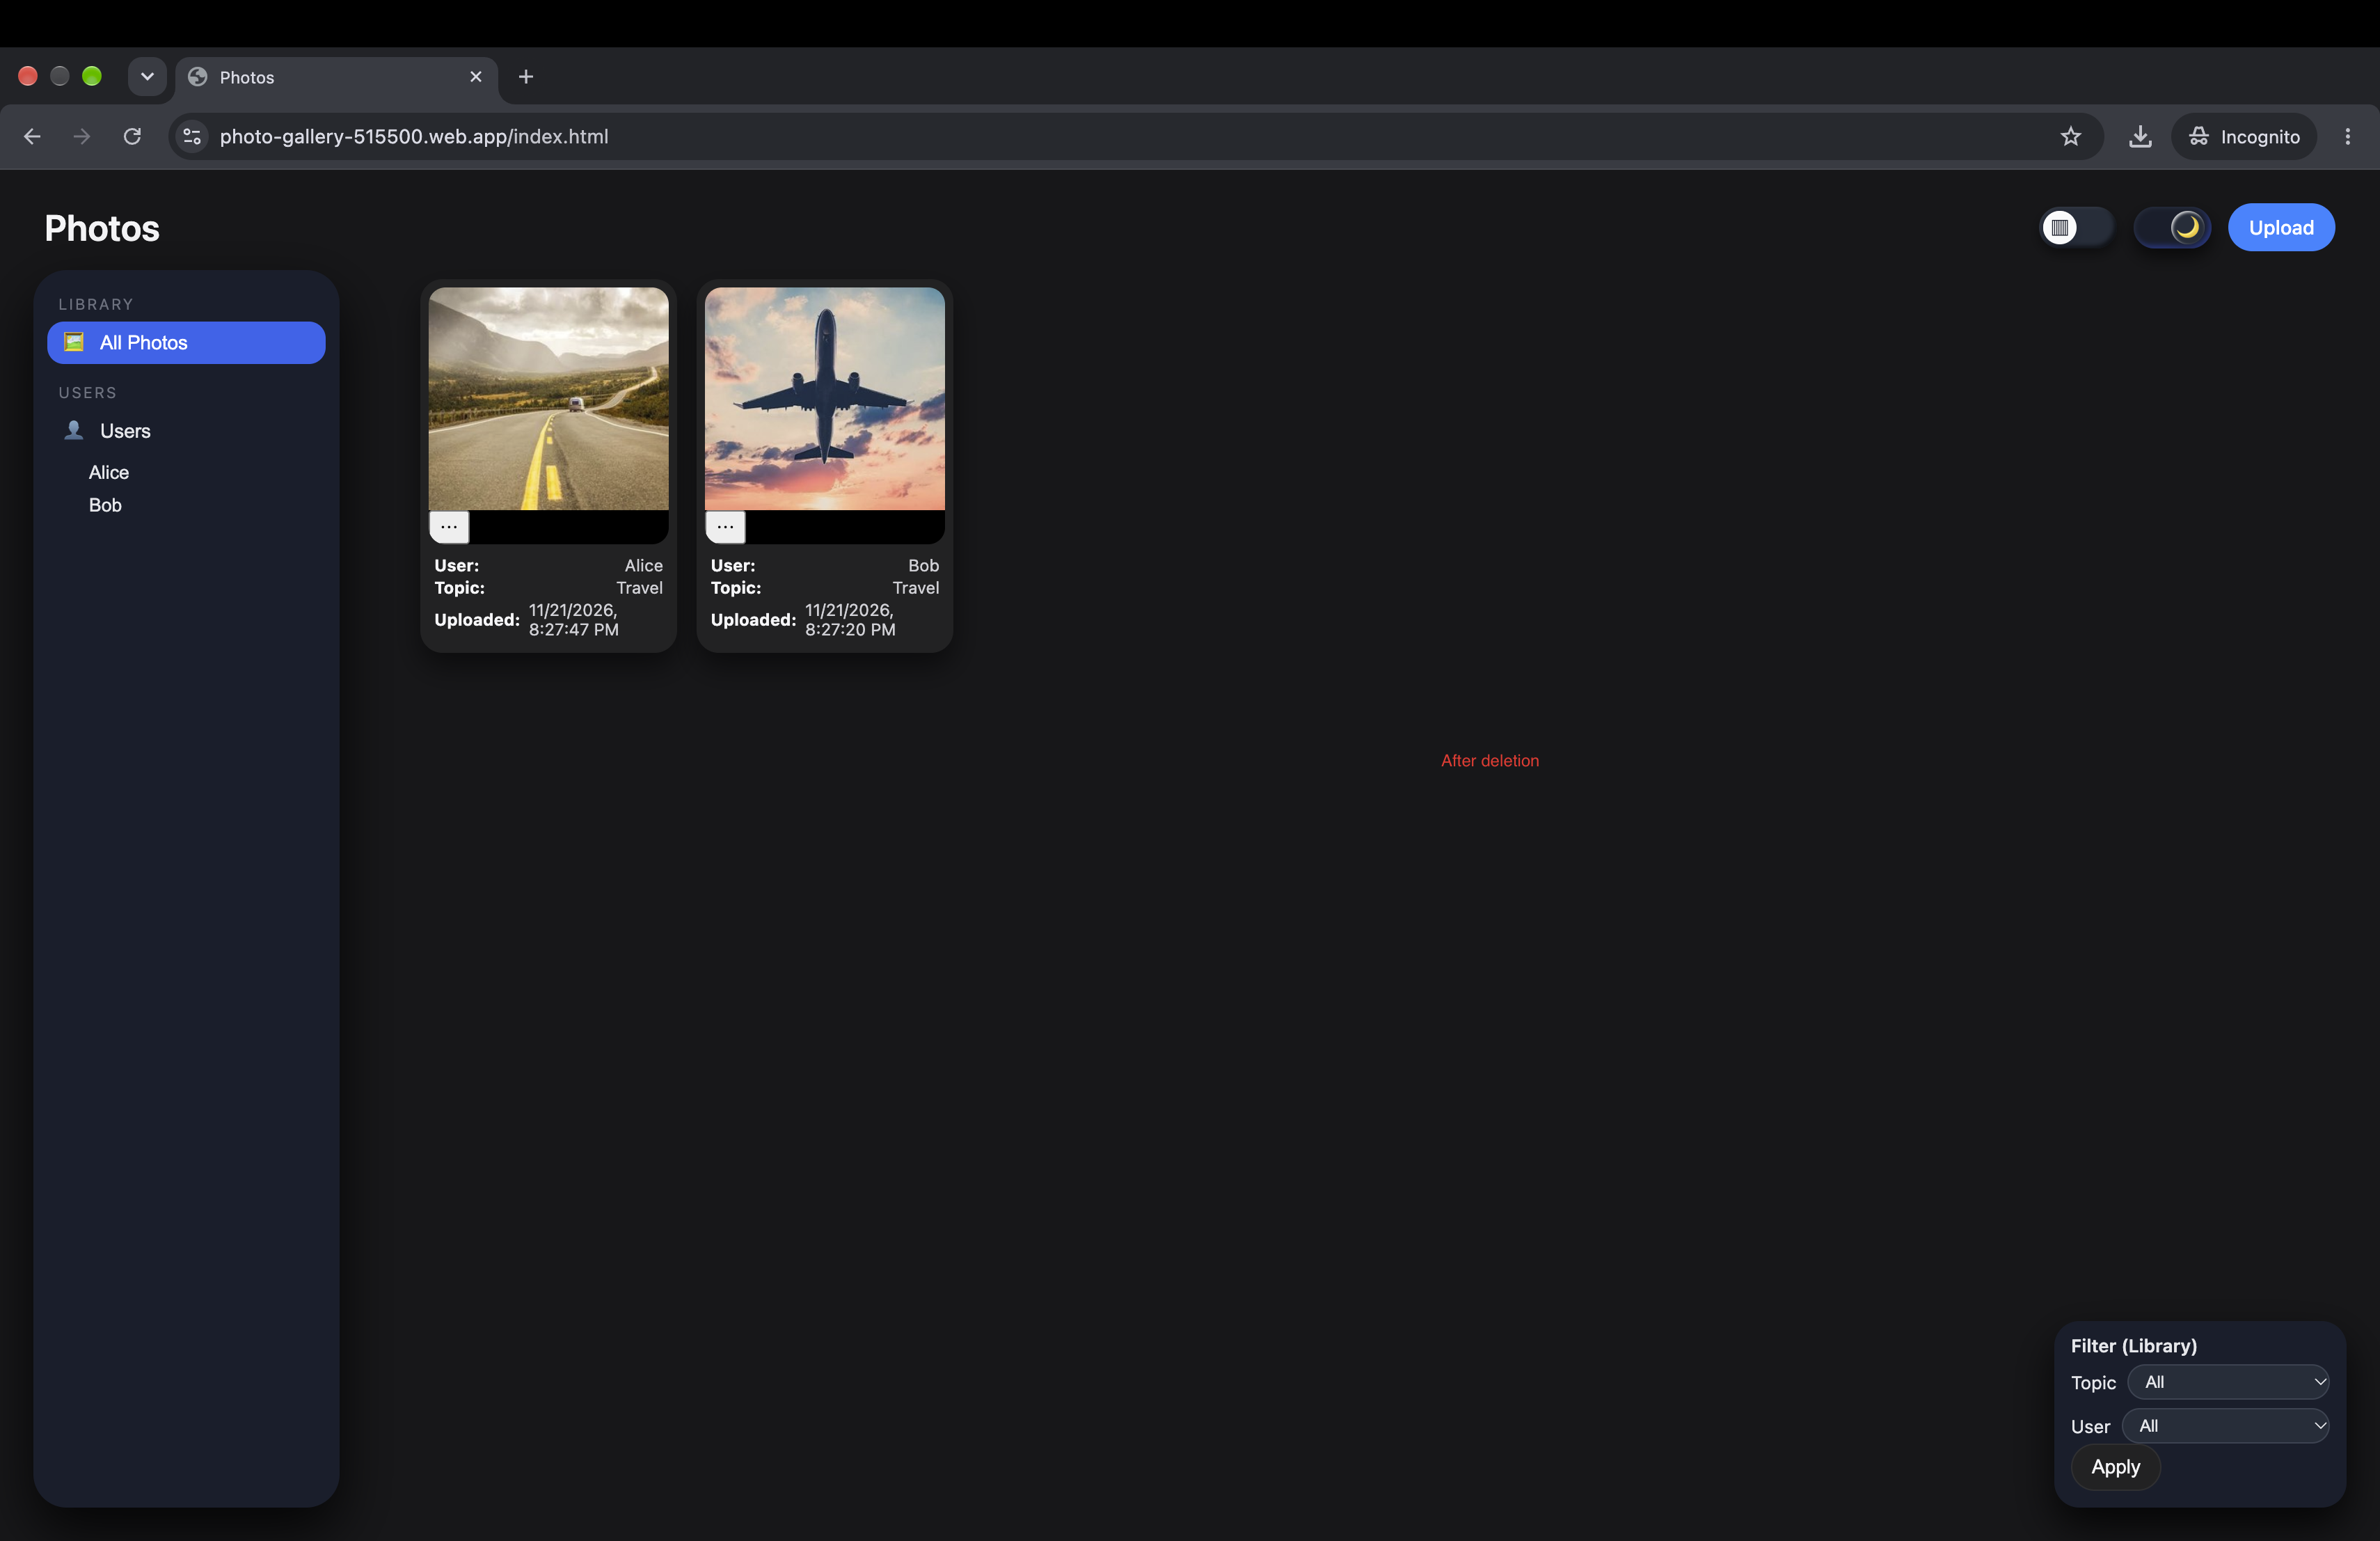 Photos
photo-gallery-515500.web.app/index.html
Incognito
Photos
Upload
LIBRARY
All Photos
USERS
Users
Alice
Bob
...
User: Alice
Topic: Travel
Uploaded: 11/21/2026,
8:27:47 PM
...
User: Bob
Topic: Travel
Uploaded: 11/21/2026,
8:27:20 PM
After deletion
Filter (Library)
Topic All
User All
Apply